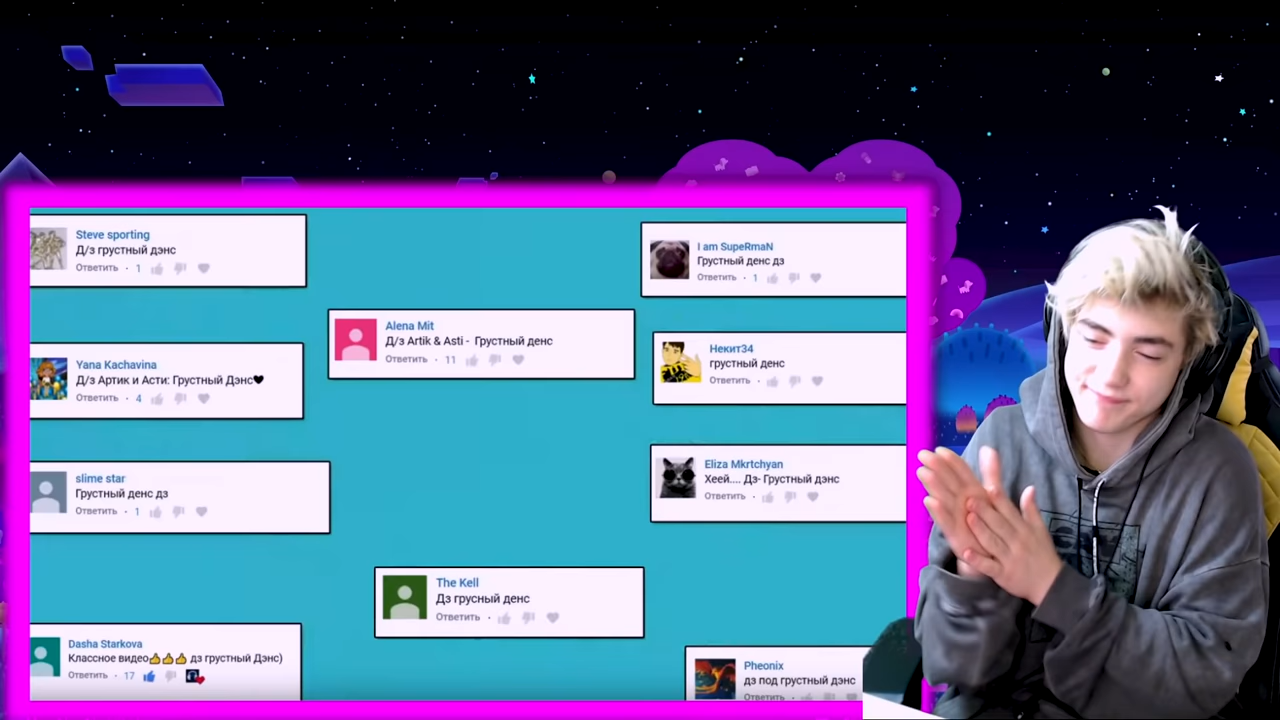 Steve sporting
Д/з грустный дэнс
Ответить · 1
I am SupeRmaN
Грустный денс дз
Ответить · 1
Alena Mit
Д/з Artik & Asti - Грустный денс
Ответить · 11
Некит34
грустный денс
Ответить ·
Yana Kachavina
Д/з Артик и Асти: Грустный Дэнс🖤
Ответить · 4
Eliza Mkrtchyan
Хеей.... Дз- Грустный дэнс
Ответить ·
slime star
Грустный денс дз
Ответить · 1
The Kell
Дз грусный денс
Ответить ·
Dasha Starkova
Классное видео👍👍👍 дз грустный Дэнс)
Ответить · 17
Pheonix
дз под грустный дэнс
Ответить ·